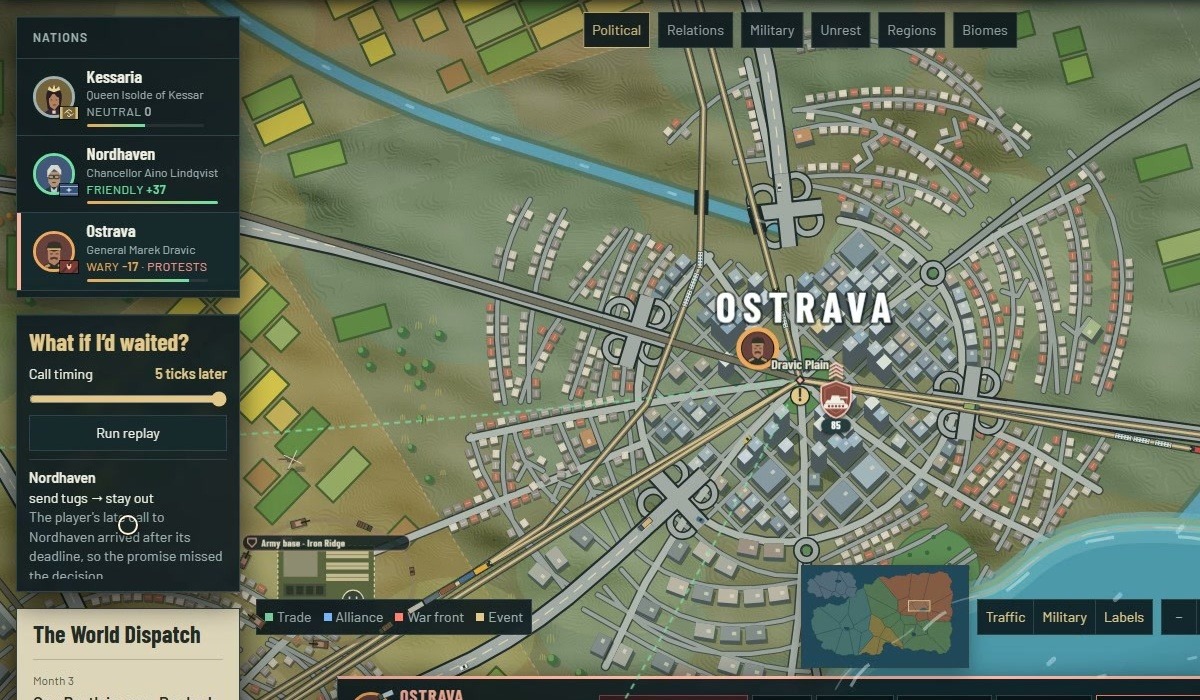 NATIONS
Kessaria
Queen Isolde of Kessar
NEUTRAL 0
Nordhaven
Chancellor Aino Lindqvist
FRIENDLY +37
Ostrava
General Marek Dravic
WARY -17 · PROTESTS
What if I'd waited?
Call timing 5 ticks later
Run replay
Nordhaven
send tugs → stay out
The player's late call to
Nordhaven arrived after its
deadline, so the promise missed
the decision
The World Dispatch
Month 3
Political Relations Military Unrest Regions Biomes
OSTRAVA
Dravic Plain
!
85
Army base - Iron Ridge
Trade Alliance War front Event
Traffic Military Labels −
OSTRAVA